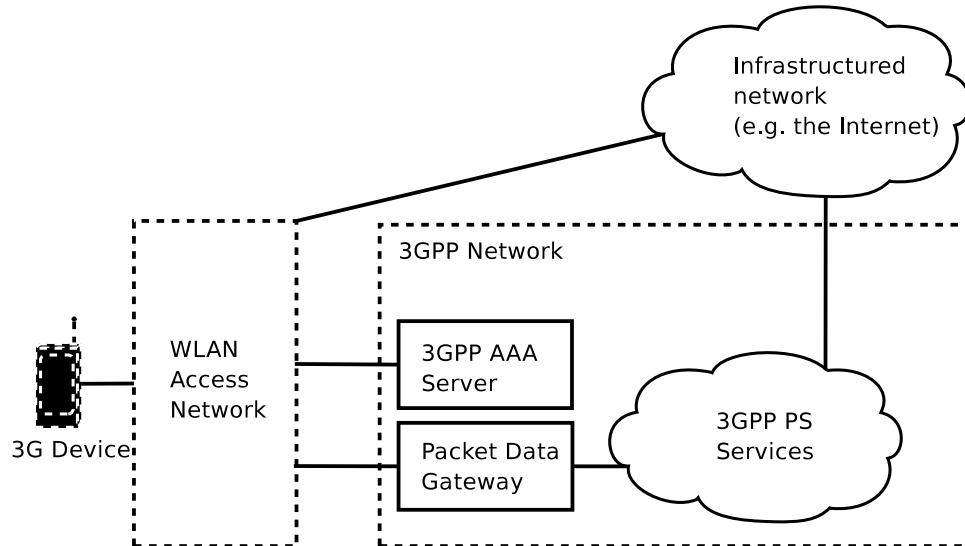 Infrastructured
network
(e.g. the Internet)
3GPP Network
WLAN
Access
Network
3GPP AAA
Server
3G Device
Packet Data
Gateway
3GPP PS
Services